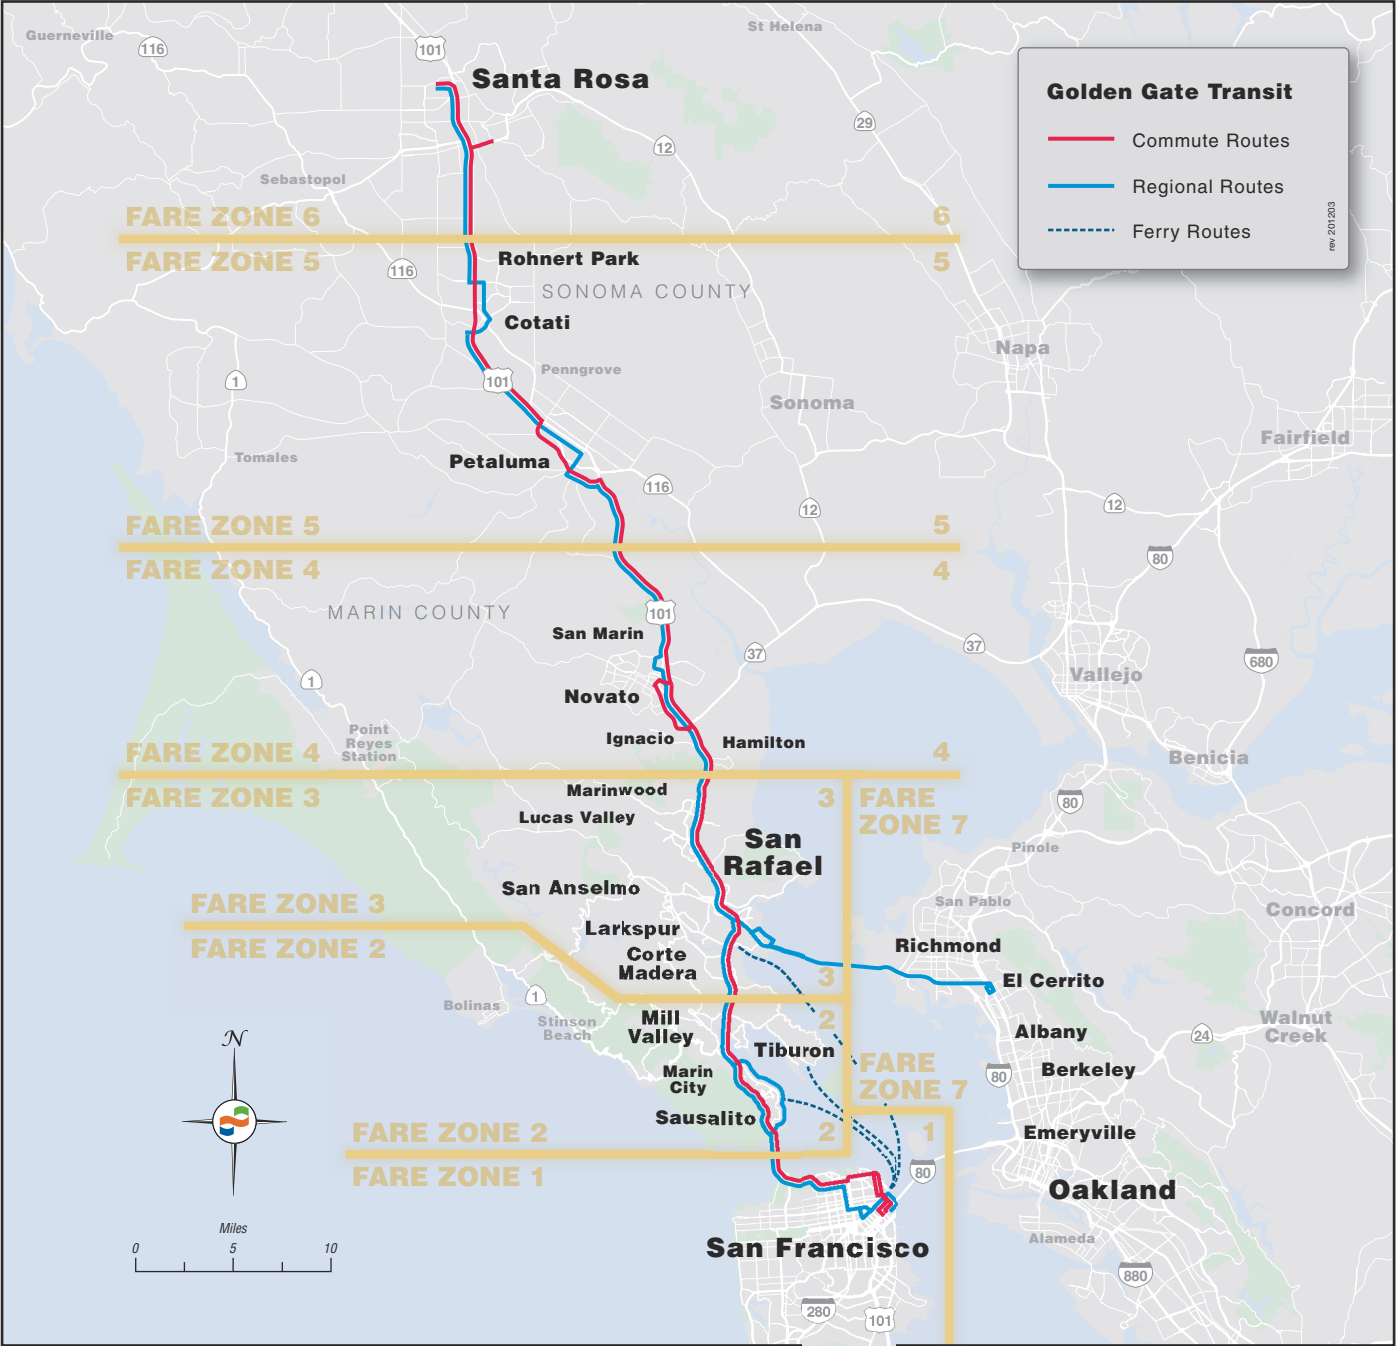 Guerneville
116
101
St Helena
Santa Rosa
Golden Gate Transit
Commute Routes
Regional Routes
Ferry Routes
rev 201203
29
12
Sebastopol
FARE ZONE 6
6
FARE ZONE 5
5
Rohnert Park
116
SONOMA COUNTY
Cotati
Napa
1
101
Penngrove
Sonoma
Fairfield
Tomales
Petaluma
116
12
12
FARE ZONE 5
5
80
FARE ZONE 4
4
MARIN COUNTY
101
San Marin
37
37
680
1
Vallejo
Novato
Point
Reyes
Station
Ignacio
Hamilton
FARE ZONE 4
4
Benicia
FARE ZONE 3
Marinwood
3
FARE
ZONE 7
80
Lucas Valley
San
Rafael
Pinole
San Anselmo
FARE ZONE 3
San Pablo
Concord
Larkspur
FARE ZONE 2
Richmond
Corte
Madera
3
El Cerrito
Bolinas
1
Stinson
Beach
Mill
Valley
2
Albany
24
Walnut
Creek
Tiburon
FARE
ZONE 7
80
Berkeley
Marin
City
Sausalito
FARE ZONE 2
2
1
Emeryville
FARE ZONE 1
80
Oakland
N
San Francisco
Alameda
Miles
0
5
10
880
280
101